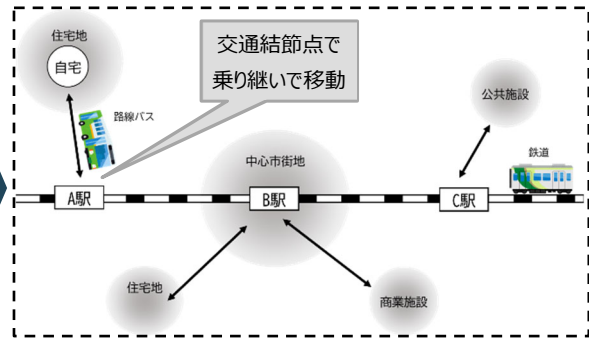 住宅地
自宅
路線バス
交通結節点で
乗り継いで移動
公共施設
鉄道
中心市街地
A駅
B駅
C駅
住宅地
商業施設